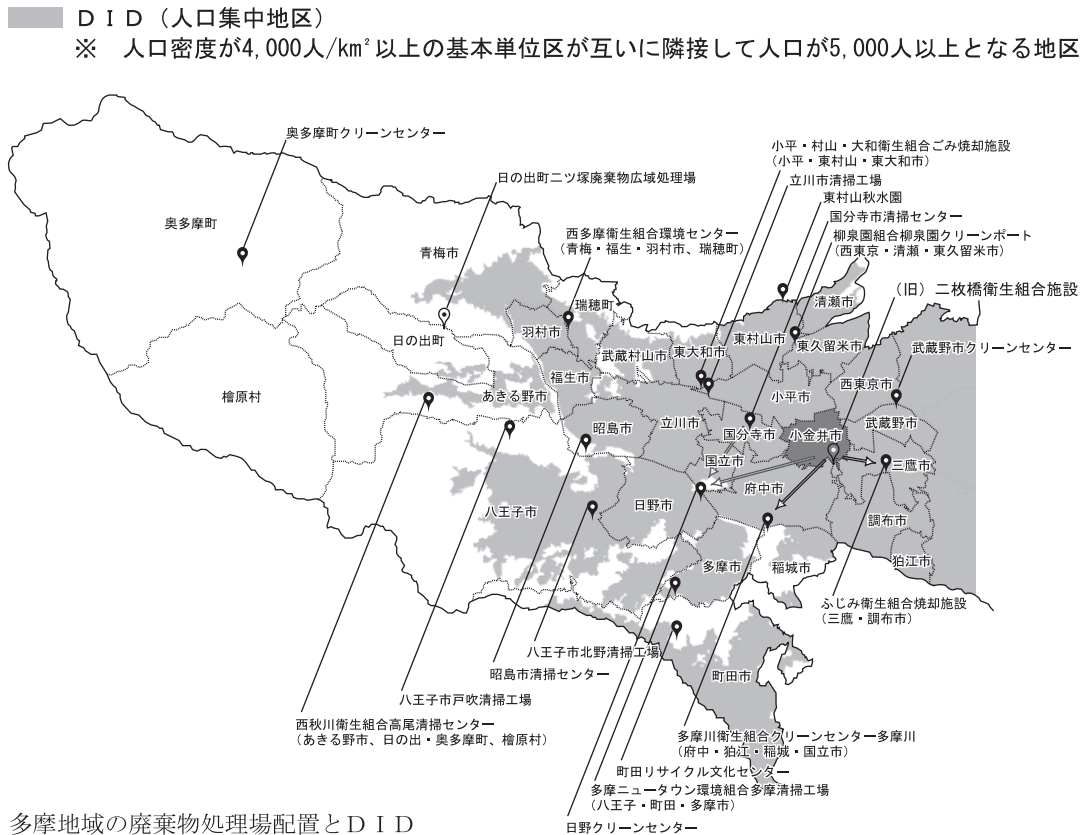 ＤＩＤ（人口集中地区）
※　人口密度が4,000人/km²以上の基本単位区が互いに隣接して人口が5,000人以上となる地区
奥多摩町クリーンセンター
小平・村山・大和衛生組合ごみ焼却施設
（小平・東村山・東大和市）
立川市清掃工場
日の出町二ツ塚廃棄物広域処理場
東村山秋水園
国分寺市清掃センター
奥多摩町
西多摩衛生組合環境センター
（青梅・福生・羽村市、瑞穂町）
柳泉園組合柳泉園クリーンポート
（西東京・清瀬・東久留米市）
青梅市
（旧）二枚橋衛生組合施設
瑞穂町
清瀬市
羽村市
日の出町
武蔵村山市
東大和市
東村山市
東久留米市
武蔵野市クリーンセンター
福生市
西東京市
檜原村
あきる野市
小平市
武蔵野市
昭島市
立川市
国分寺市
小金井市
国立市
三鷹市
府中市
八王子市
日野市
調布市
多摩市
稲城市
狛江市
ふじみ衛生組合焼却施設
（三鷹・調布市）
八王子市北野清掃工場
昭島市清掃センター
町田市
八王子市戸吹清掃工場
西秋川衛生組合高尾清掃センター
（あきる野市、日の出・奥多摩町、檜原村）
多摩川衛生組合クリーンセンター多摩川
（府中・狛江・稲城・国立市）
町田リサイクル文化センター
多摩ニュータウン環境組合多摩清掃工場
（八王子・町田・多摩市）
日野クリーンセンター
多摩地域の廃棄物処理場配置とＤＩＤ